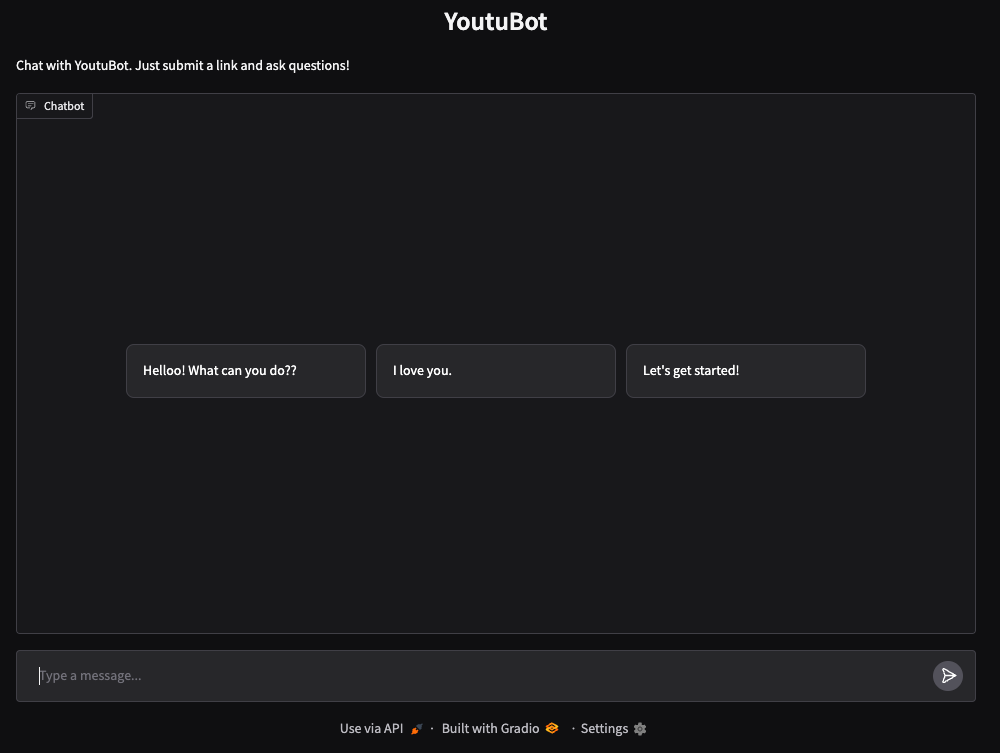 YoutuBot
Chat with YoutuBot. Just submit a link and ask questions!
Chatbot
Helloo! What can you do??
I love you.
Let's get started!
Type a message...
Use via API · Built with Gradio · Settings